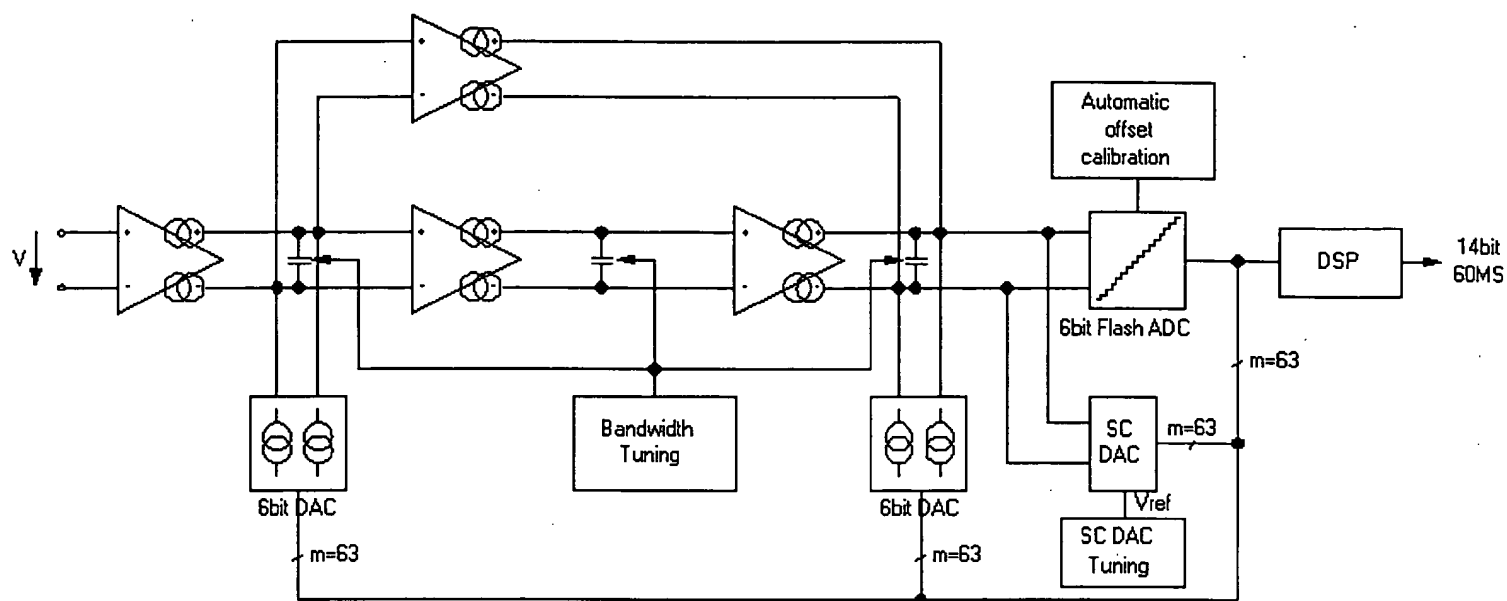 +
+
-
-
Automatic
offset
calibration
V
+
+
+
+
+
+
-
-
-
-
-
-
6bit Flash ADC
DSP
14bit
60MS
m=63
Bandwidth
Tuning
SC
DAC
m=63
6bit DAC
6bit DAC
Vref
SC DAC
Tuning
m=63
m=63